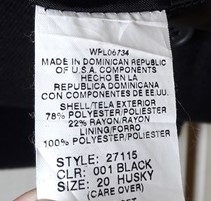 WPL06734
MADE IN DOMINICAN REPUBLIC
OF U.S.A. COMPONENTS
HECHO EN LA
REPUBLICA DOMINICANA
CON COMPONENTES DE EE.UU.
SHELL/TELA EXTERIOR
78% POLYESTER/POLIESTER
22% RAYON/RAYON
LINING/FORRO
100% POLYESTER/POLIESTER
STYLE: 27115
CLR: 001 BLACK
SIZE: 20 HUSKY
(CARE OVER)